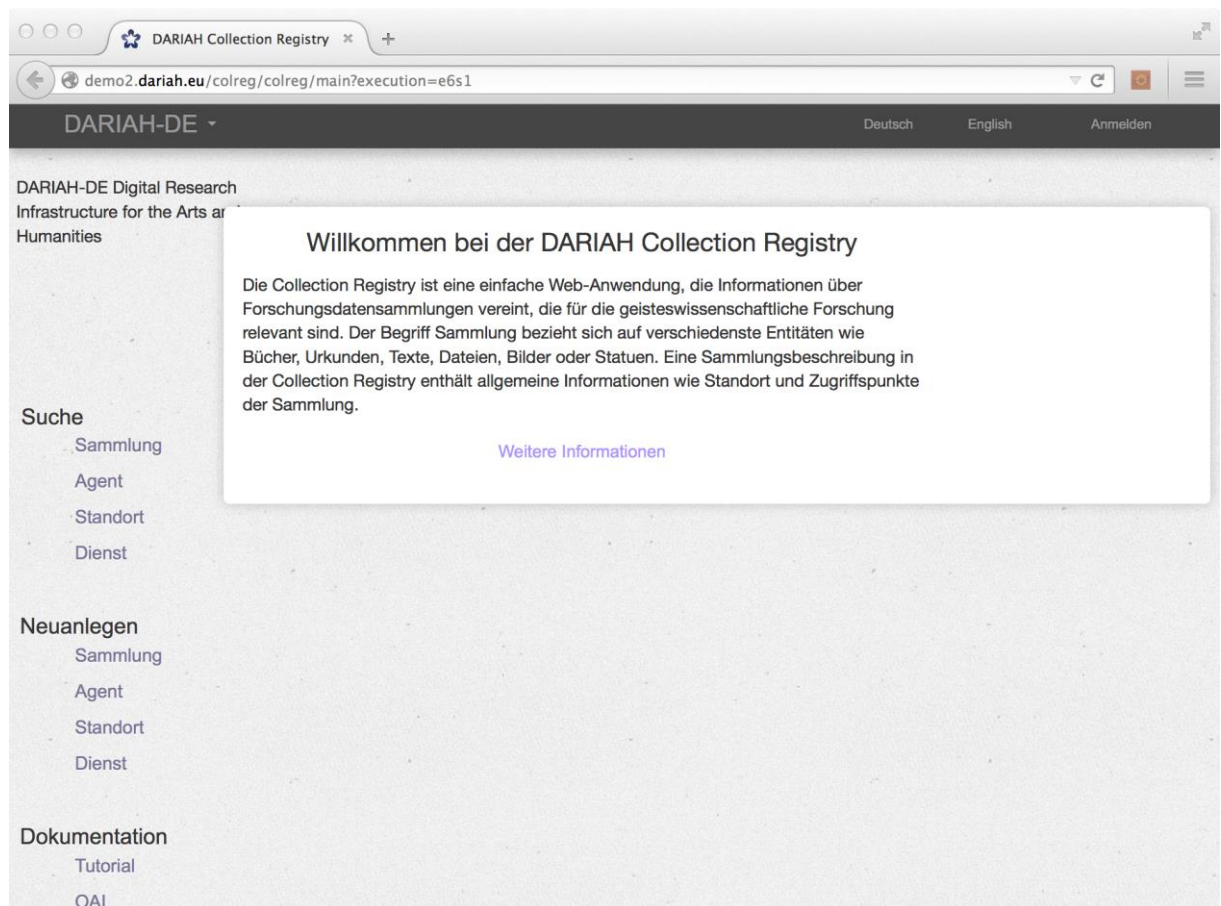 DARIAH Collection Registry
demo2.dariah.eu/colreg/colreg/main?execution=e6s1
DARIAH-DE
Deutsch English Anmelden
DARIAH-DE Digital Research
Infrastructure for the Arts
Humanities
Willkommen bei der DARIAH Collection Registry
Die Collection Registry ist eine einfache Web-Anwendung, die Informationen über
Forschungsdatensammlungen vereint, die für die geisteswissenschaftliche Forschung
relevant sind. Der Begriff Sammlung bezieht sich auf verschiedenste Entitäten wie
Bücher, Urkunden, Texte, Dateien, Bilder oder Statuen. Eine Sammlungsbeschreibung in
der Collection Registry enthält allgemeine Informationen wie Standort und Zugriffspunkte
der Sammlung.
Weitere Informationen
Suche
Sammlung
Agent
Standort
Dienst
Neuanlegen
Sammlung
Agent
Standort
Dienst
Dokumentation
Tutorial
OAI